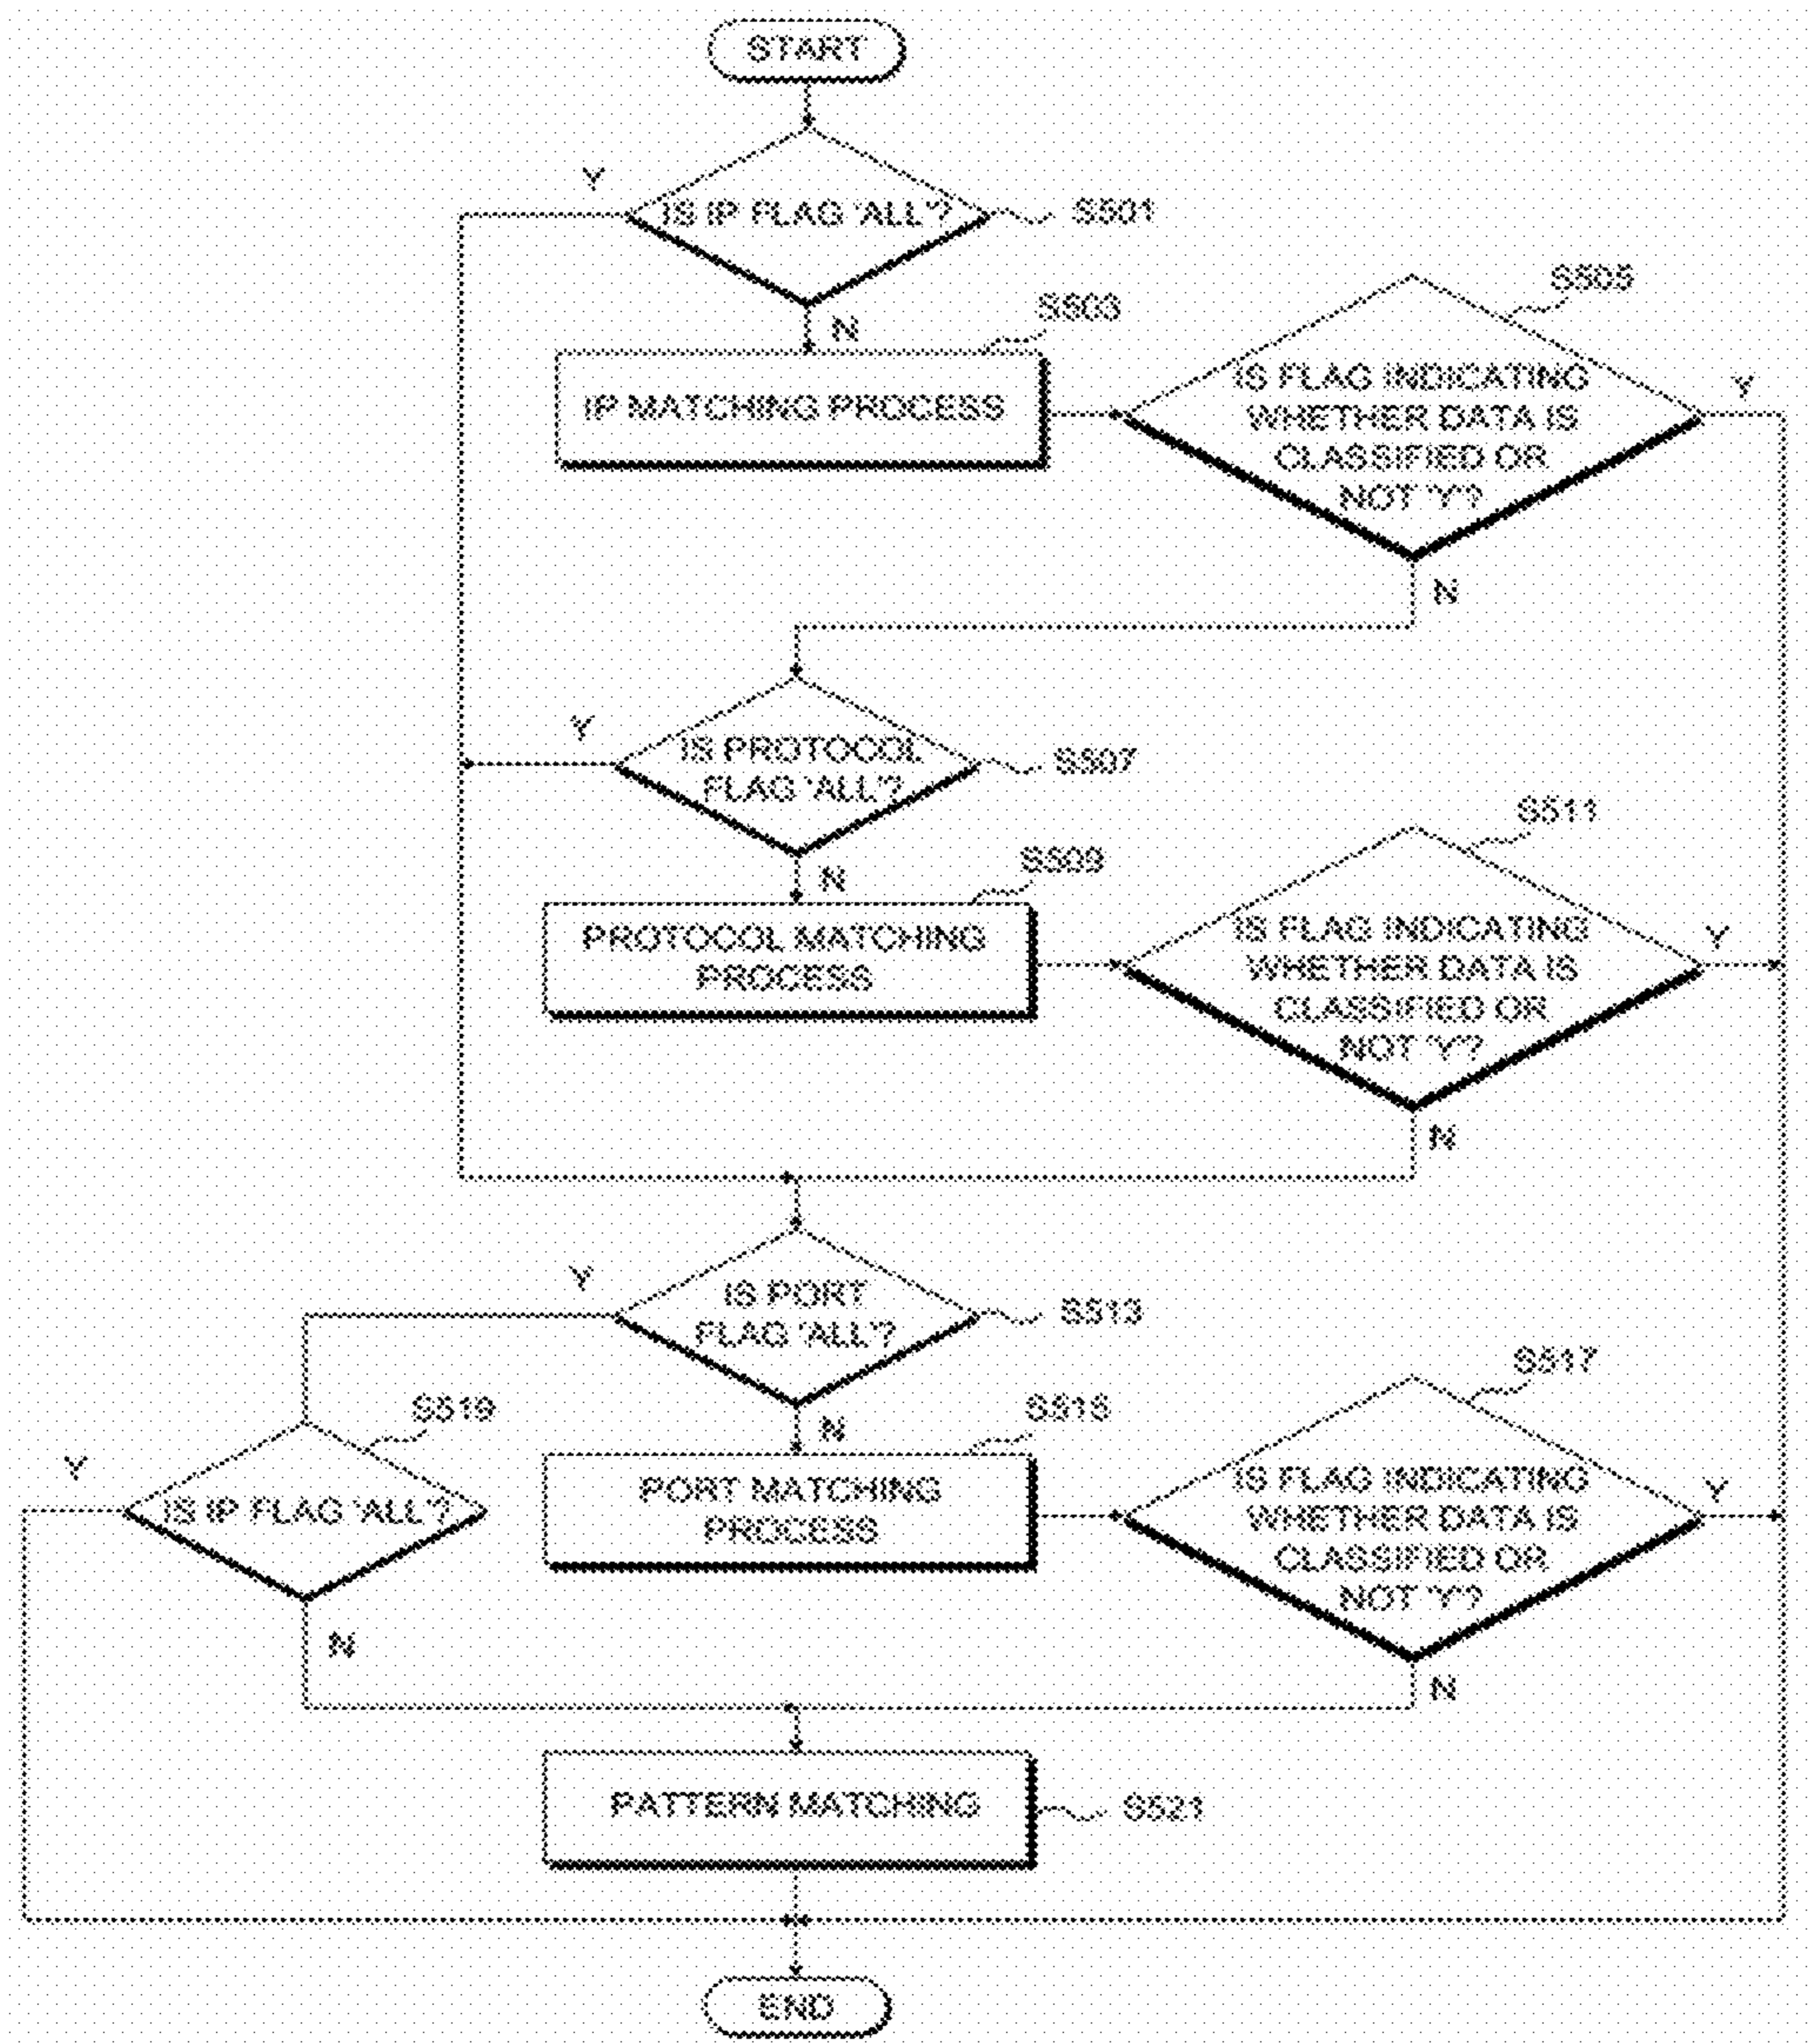 START
Y
IS IP FLAG 'ALL'?
S501
N
S503
S505
IP MATCHING PROCESS
IS FLAG INDICATING
WHETHER DATA IS
CLASSIFIED OR
NOT 'Y'?
Y
N
Y
IS PROTOCOL
FLAG 'ALL'?
S507
N
S509
S511
PROTOCOL MATCHING
PROCESS
IS FLAG INDICATING
WHETHER DATA IS
CLASSIFIED OR
NOT 'Y'?
Y
N
Y
IS PORT
FLAG 'ALL'?
S513
S519
N
S515
S517
Y
IS IP FLAG 'ALL'?
PORT MATCHING
PROCESS
IS FLAG INDICATING
WHETHER DATA IS
CLASSIFIED OR
NOT 'Y'?
Y
N
N
PATTERN MATCHING
S521
END